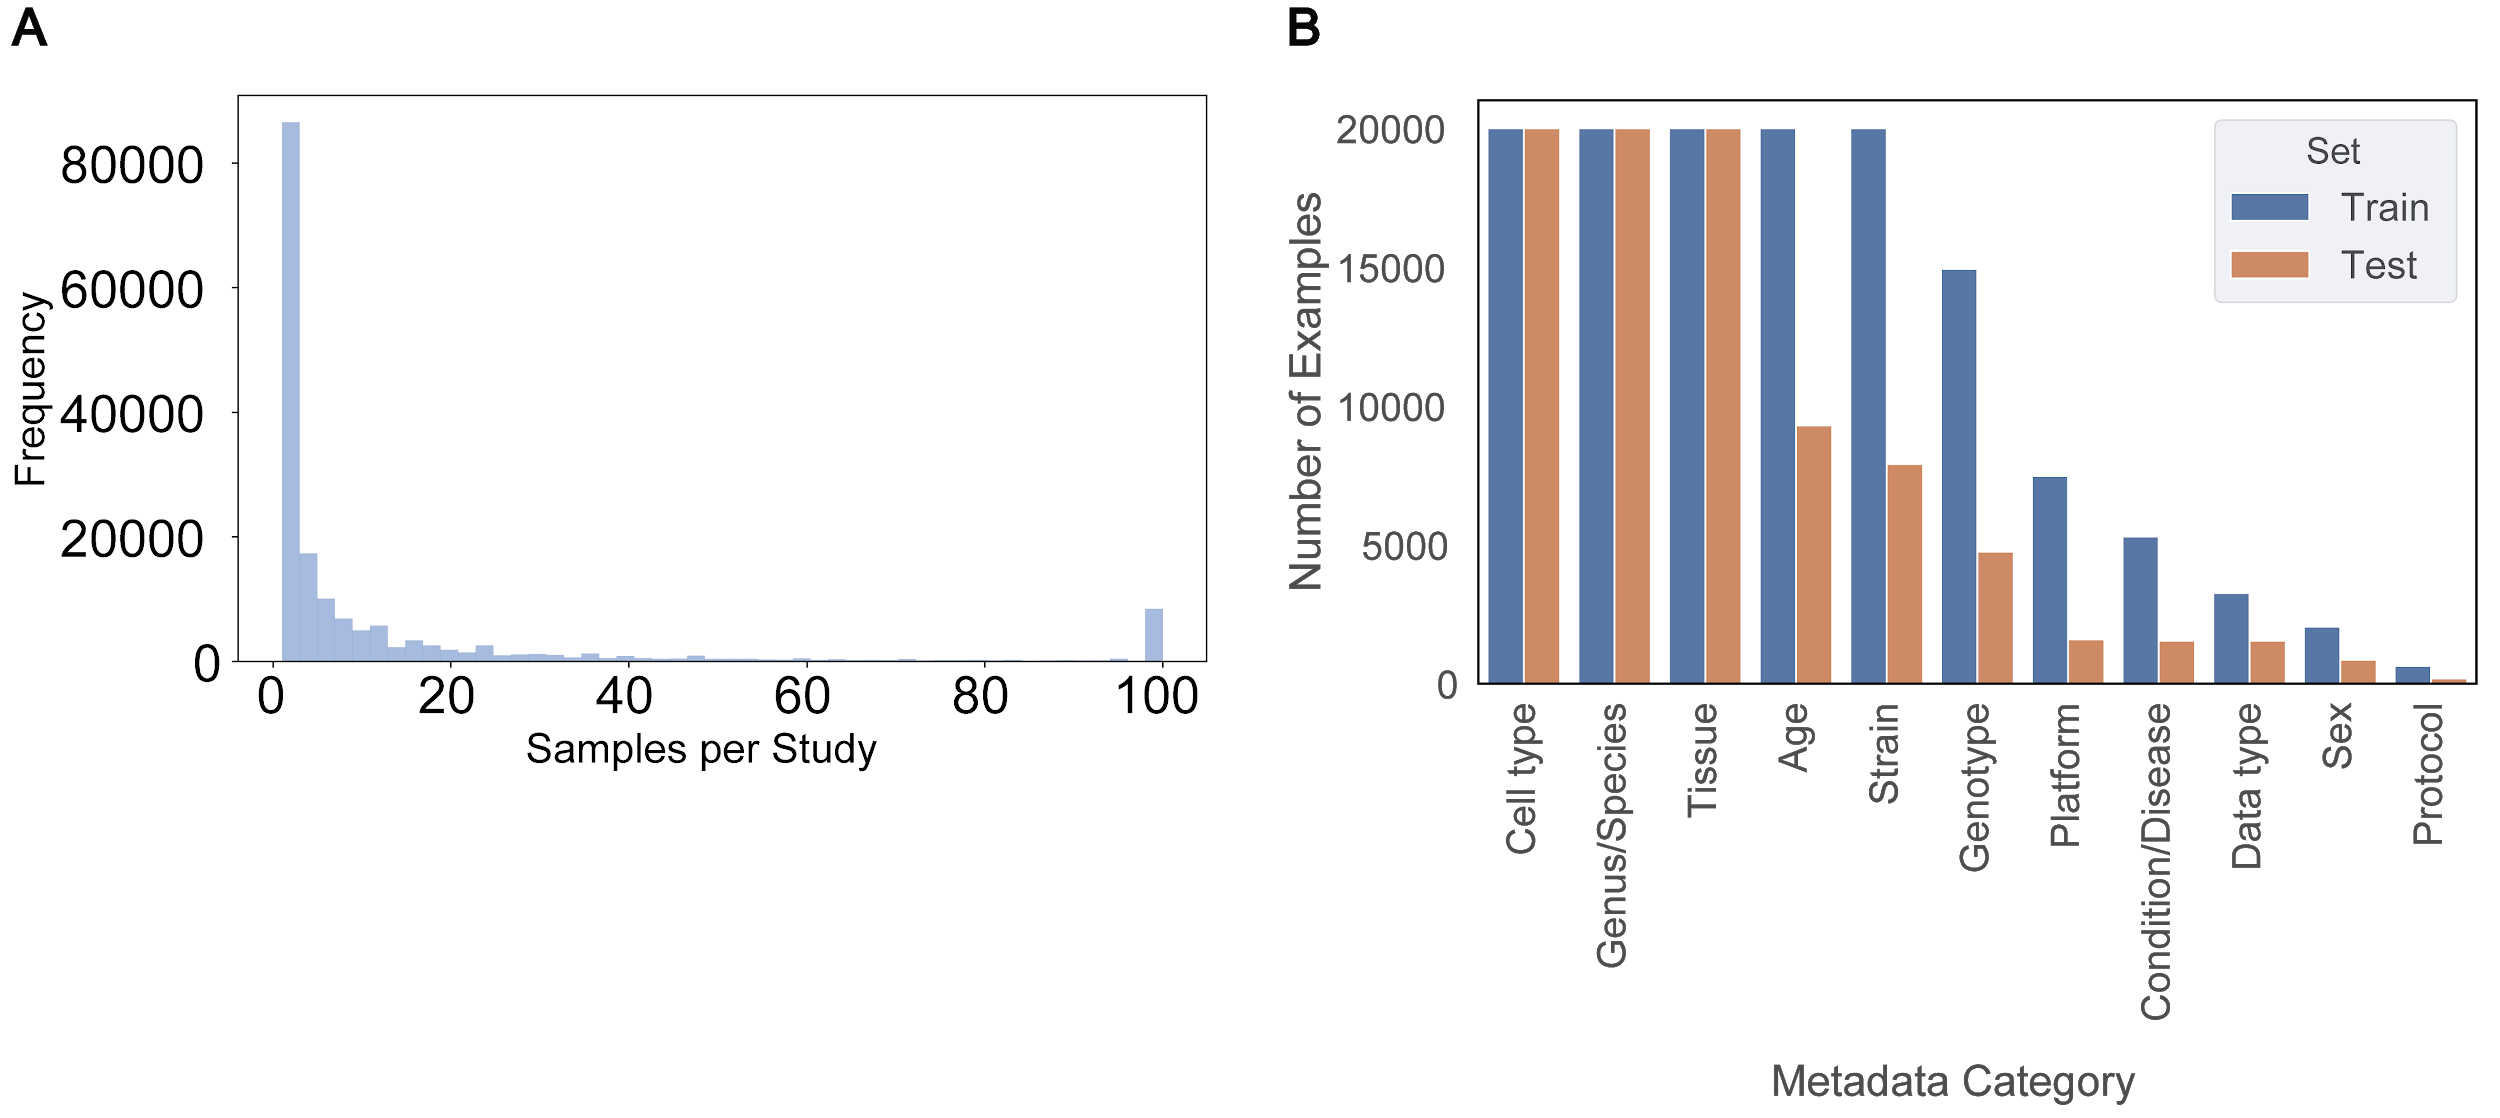 A
80000
60000
40000
20000
0
Frequency
0 20 40 60 80 100
Samples per Study
B
20000
15000
10000
5000
0
Number of Examples
Set
Train
Test
Cell type
Genus/Species
Tissue
Age
Strain
Genotype
Platform
Condition/Disease
Data type
Sex
Protocol
Metadata Category